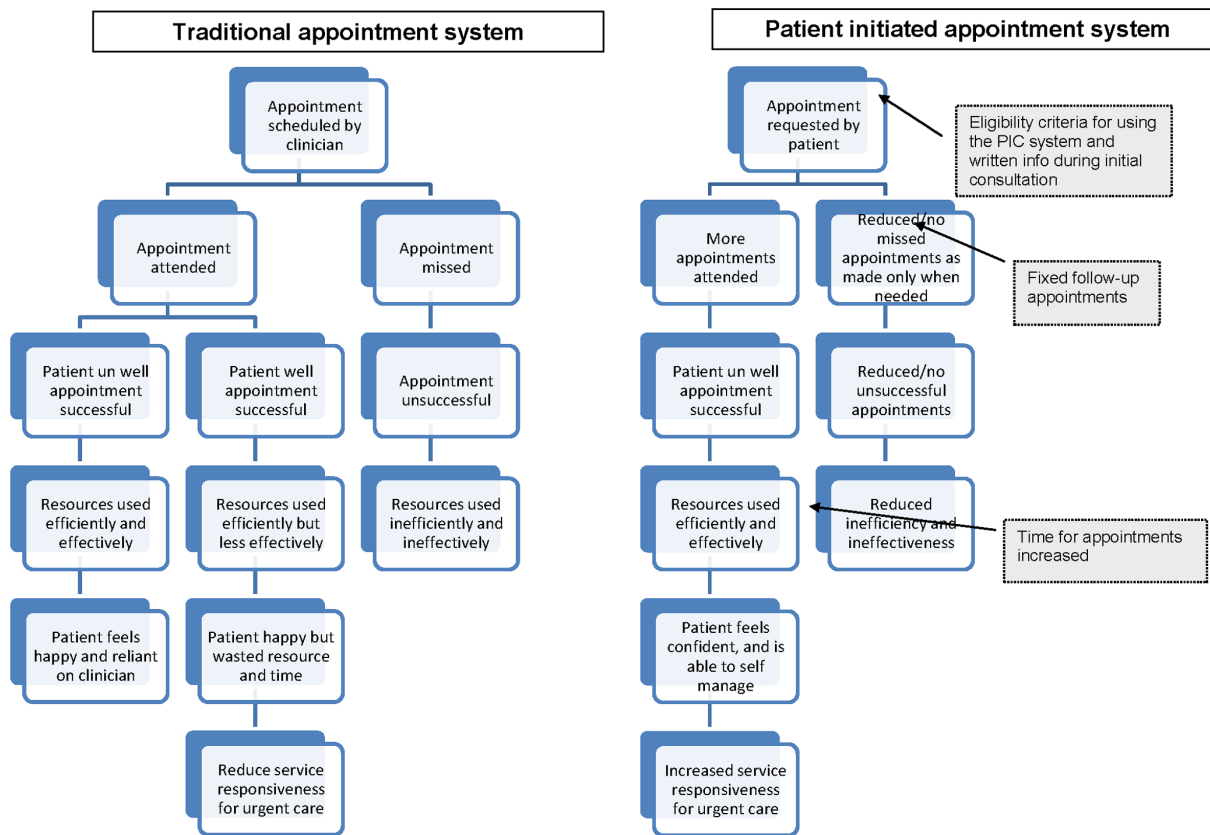 Traditional appointment system
Appointment
scheduled by
clinician
Appointment
attended
Appointment
missed
Patient un well
appointment
successful
Patient well
appointment
successful
Appointment
unsuccessful
Resources used
efficiently and
effectively
Resources used
efficiently but
less effectively
Resources used
inefficiently and
ineffectively
Patient feels
happy and reliant
on clinician
Patient happy but
wasted resource
and time
Reduce service
responsiveness
for urgent care
Patient initiated appointment system
Appointment
requested by
patient
Eligibility criteria for using
the PIC system and
written info during initial
consultation
More
appointments
attended
Reduced/no
missed
appointments as
made only when
needed
Fixed follow-up
appointments
Patient un well
appointment
successful
Reduced/no
unsuccessful
appointments
Resources used
efficiently and
effectively
Reduced
inefficiency and
ineffectiveness
Time for appointments
increased
Patient feels
confident, and is
able to self
manage
Increased service
responsiveness
for urgent care